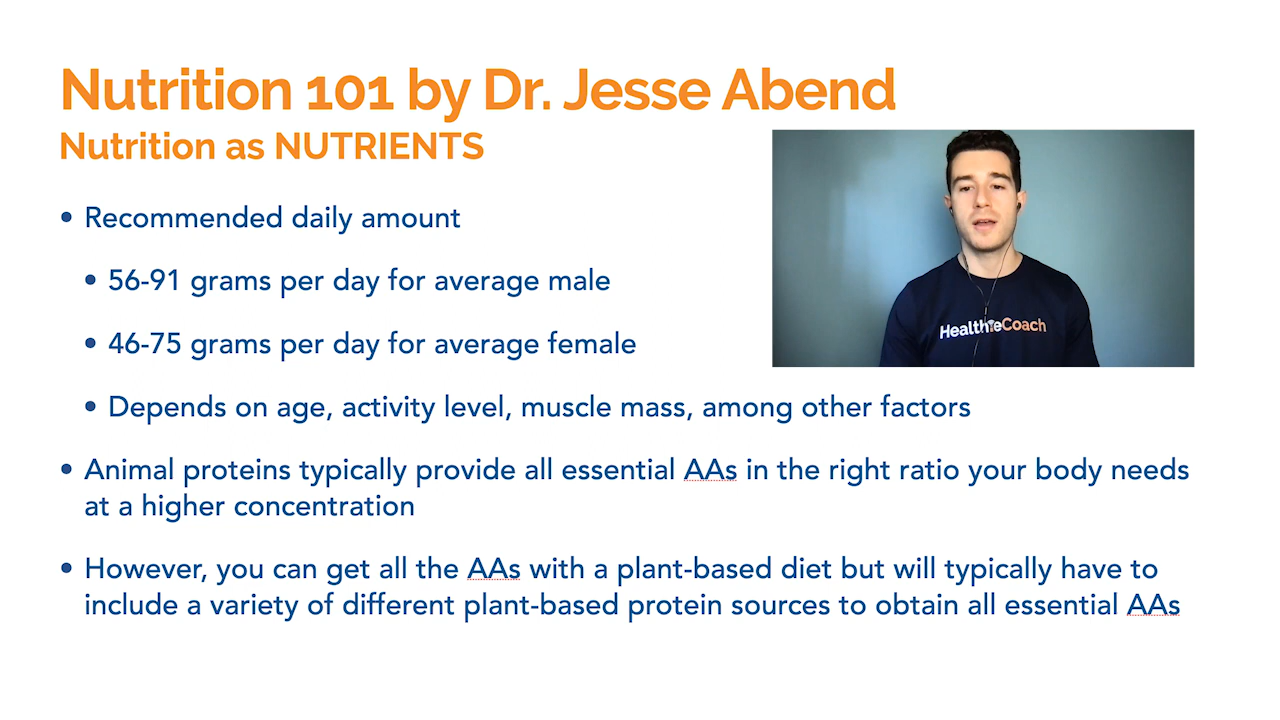 Nutrition 101 by Dr. Jesse Abend
Nutrition as NUTRIENTS
• Recommended daily amount
• 56-91 grams per day for average male
• 46-75 grams per day for average female
• Depends on age, activity level, muscle mass, among other factors
• Animal proteins typically provide all essential AAs in the right ratio your body needs
at a higher concentration
• However, you can get all the AAs with a plant-based diet but will typically have to
include a variety of different plant-based protein sources to obtain all essential AAs
HealthieCoach